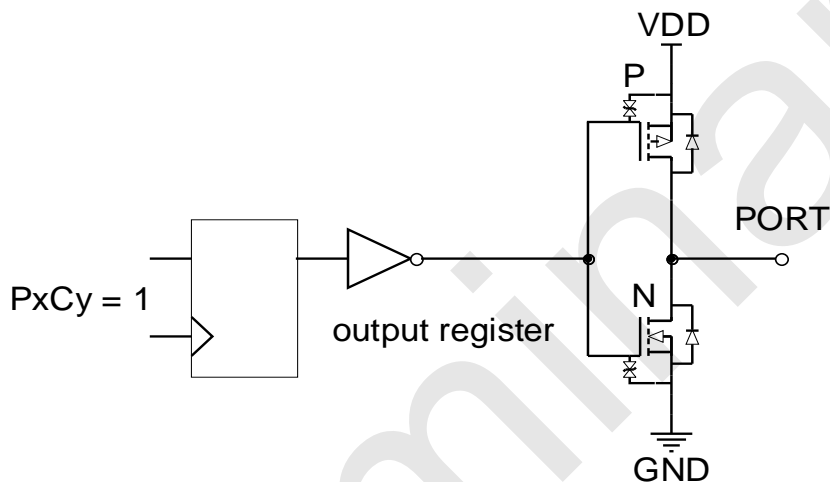 VDD
P
PORT
PxCy = 1
N
output register
GND